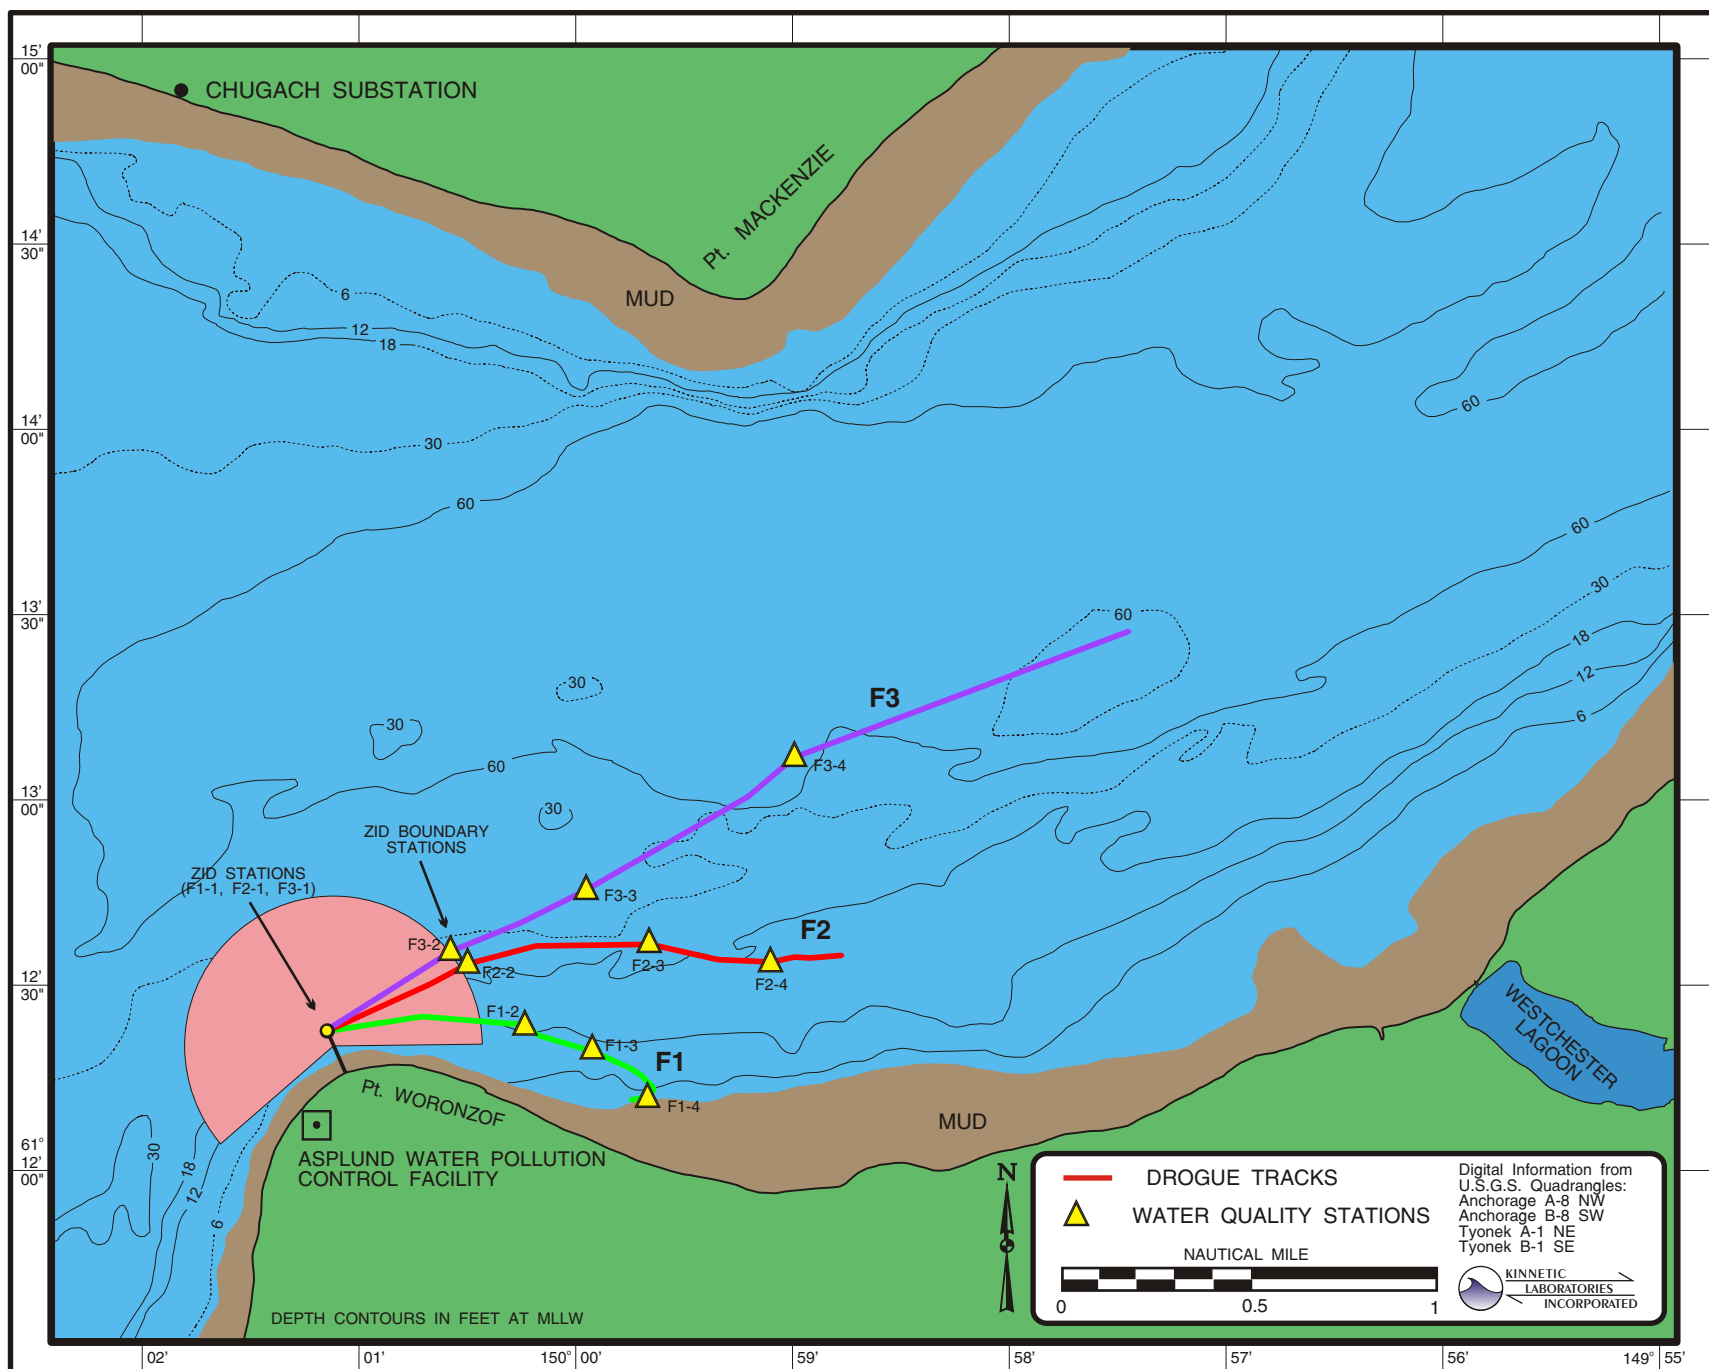 15'
00"
CHUGACH SUBSTATION
Pt. MACKENZIE
14'
30"
MUD
6
12
18
14'
00"
60
30
60
60
30
13'
30"
60
18
30
12
F3
30
6
60
F3-4
13'
00"
30
ZID BOUNDARY
STATIONS
ZID STATIONS
(F1-1, F2-1, F3-1)
F3-3
F2
F3-2
F2-2
F2-3
F2-4
12'
30"
F1-2
WESTCHESTER
LAGOON
F1-3
F1
Pt. WORONZOF
F1-4
MUD
61°
12'
00"
30
18
12
6
ASPLUND WATER POLLUTION
CONTROL FACILITY
N
DROGUE TRACKS
WATER QUALITY STATIONS
NAUTICAL MILE
0
0.5
1
Digital Information from
U.S.G.S. Quadrangles:
Anchorage A-8 NW
Anchorage B-8 SW
Tyonek A-1 NE
Tyonek B-1 SE
KINNETIC
LABORATORIES
INCORPORATED
DEPTH CONTOURS IN FEET AT MLLW
02'
01'
150° 00'
59'
58'
57'
56'
149° 55'